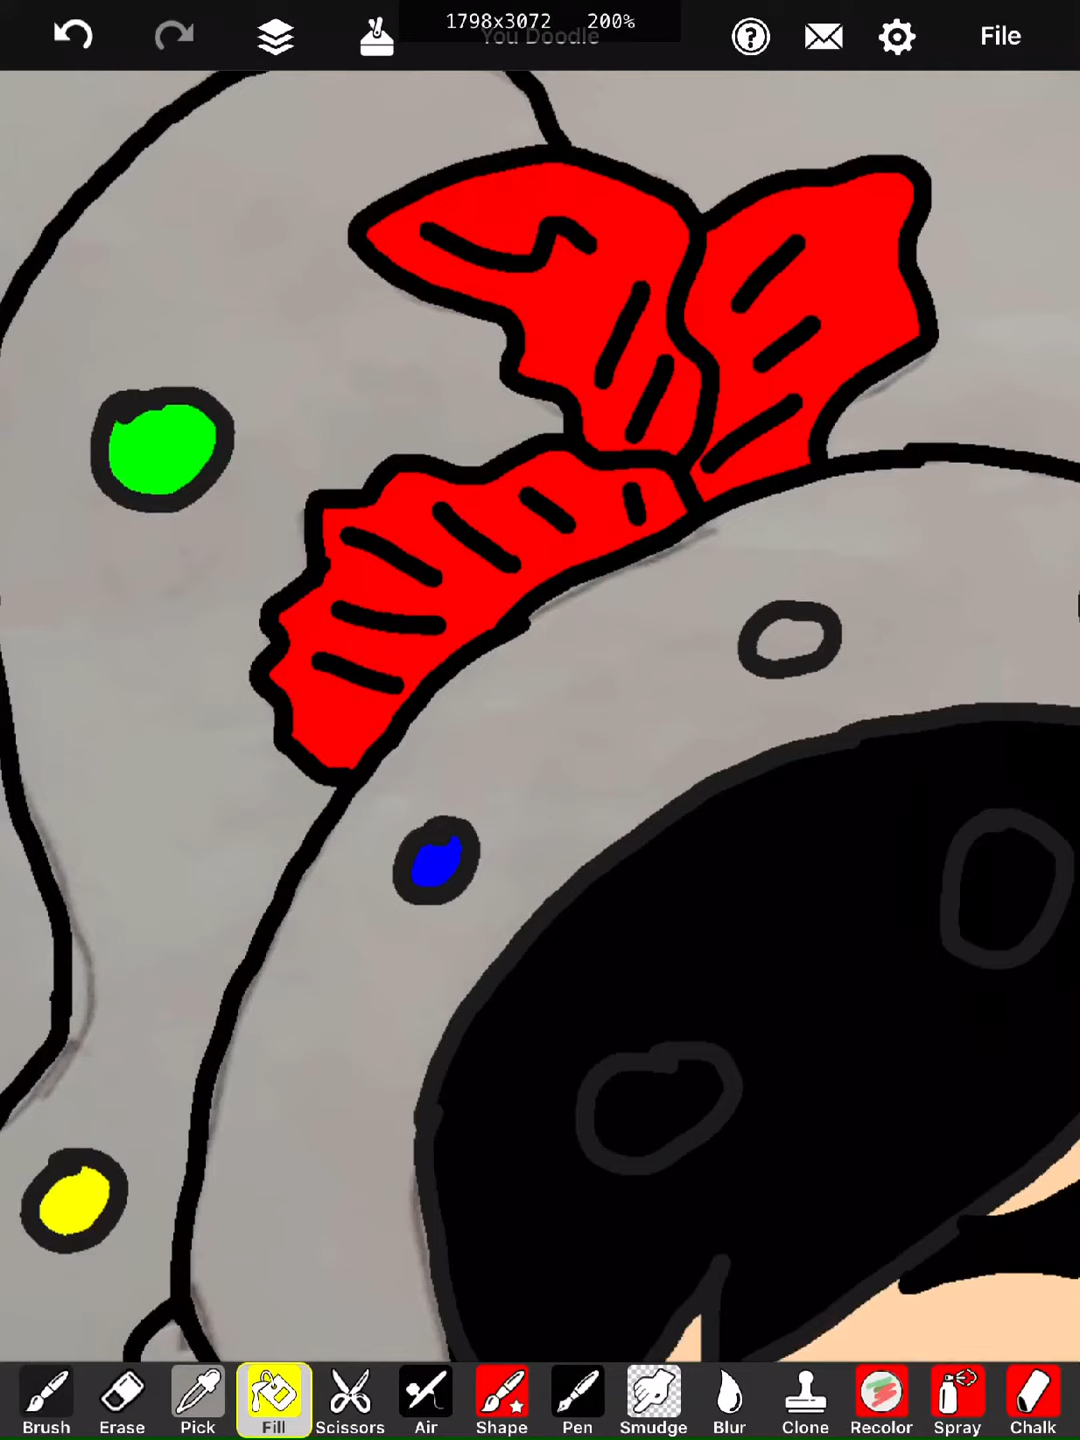 1798x3072 200%
You Doodle
File
Brush Erase Pick Fill Scissors Air Shape Pen Smudge Blur Clone Recolor Spray Chalk